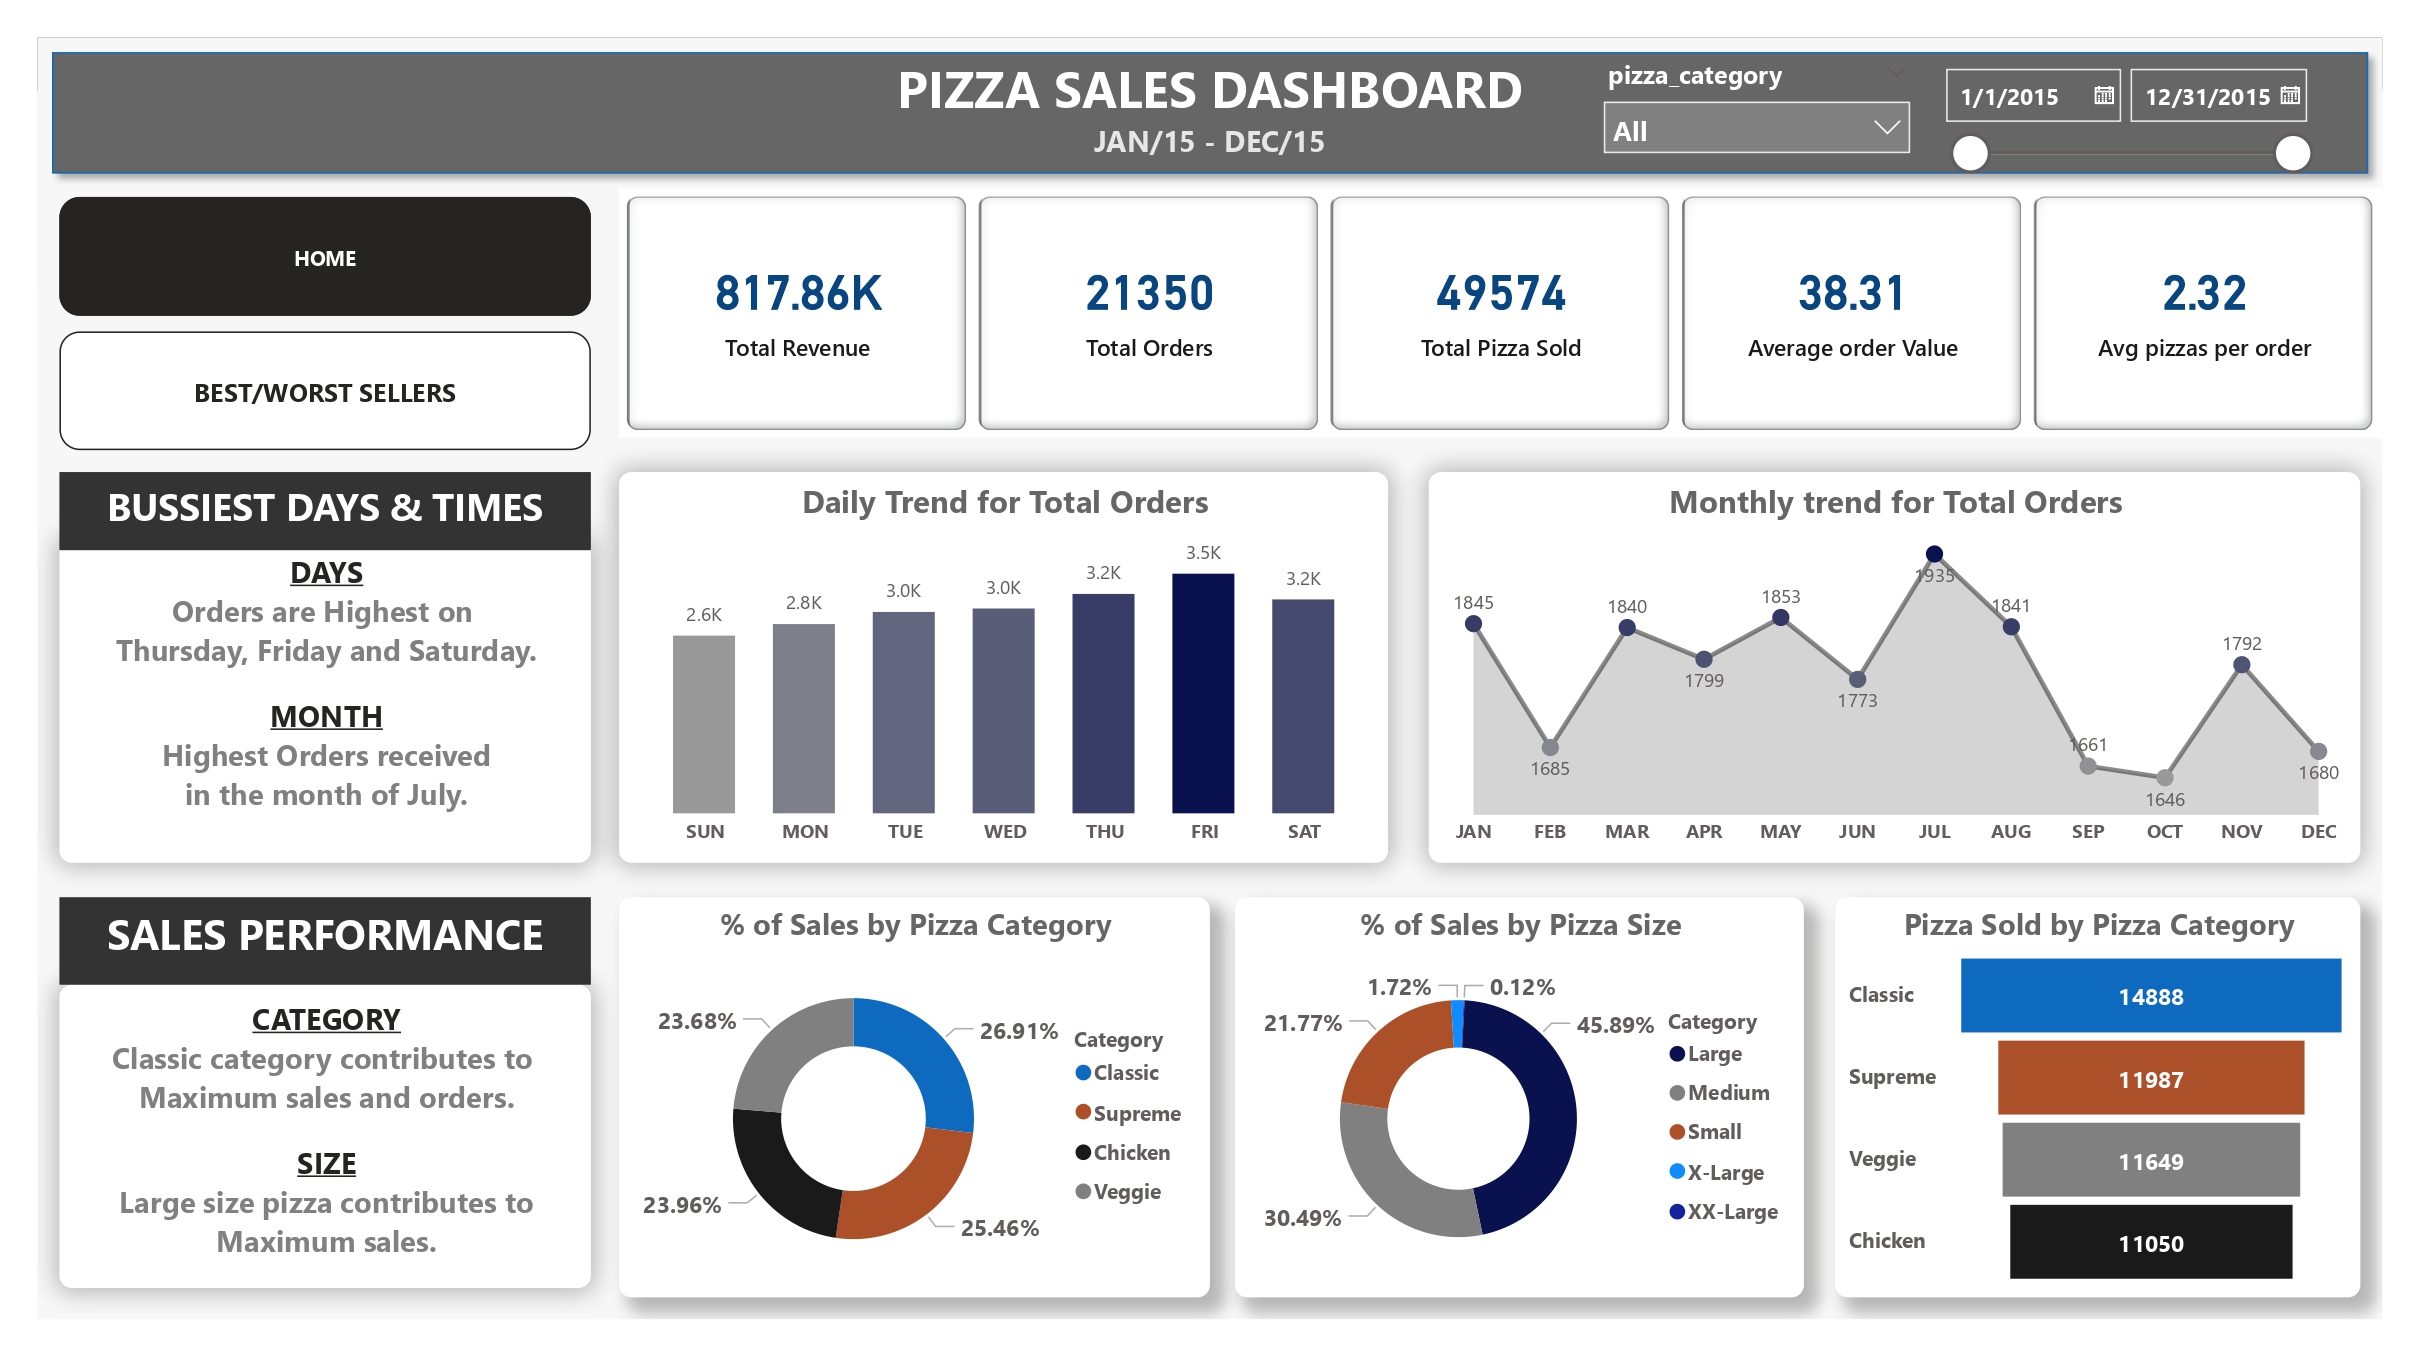 PIZZA SALES DASHBOARD
JAN/15 - DEC/15
pizza_category
All
1/1/2015
12/31/2015
HOME
BEST/WORST SELLERS
817.86K
Total Revenue
21350
Total Orders
49574
Total Pizza Sold
38.31
Average order Value
2.32
Avg pizzas per order
BUSSIEST DAYS & TIMES
DAYS
Orders are Highest on
Thursday, Friday and Saturday.
MONTH
Highest Orders received
in the month of July.
Daily Trend for Total Orders
2.6K
2.8K
3.0K
3.0K
3.2K
3.5K
3.2K
SUN MON TUE WED THU FRI SAT
Monthly trend for Total Orders
1845
1685
1840
1799
1853
1773
1935
1841
1661
1646
1792
1680
JAN FEB MAR APR MAY JUN JUL AUG SEP OCT NOV DEC
SALES PERFORMANCE
CATEGORY
Classic category contributes to
Maximum sales and orders.
SIZE
Large size pizza contributes to
Maximum sales.
% of Sales by Pizza Category
23.68%
26.91%
23.96%
25.46%
Category
Classic
Supreme
Chicken
Veggie
% of Sales by Pizza Size
1.72%
0.12%
21.77%
45.89%
30.49%
Category
Large
Medium
Small
X-Large
XX-Large
Pizza Sold by Pizza Category
Classic 14888
Supreme 11987
Veggie 11649
Chicken 11050